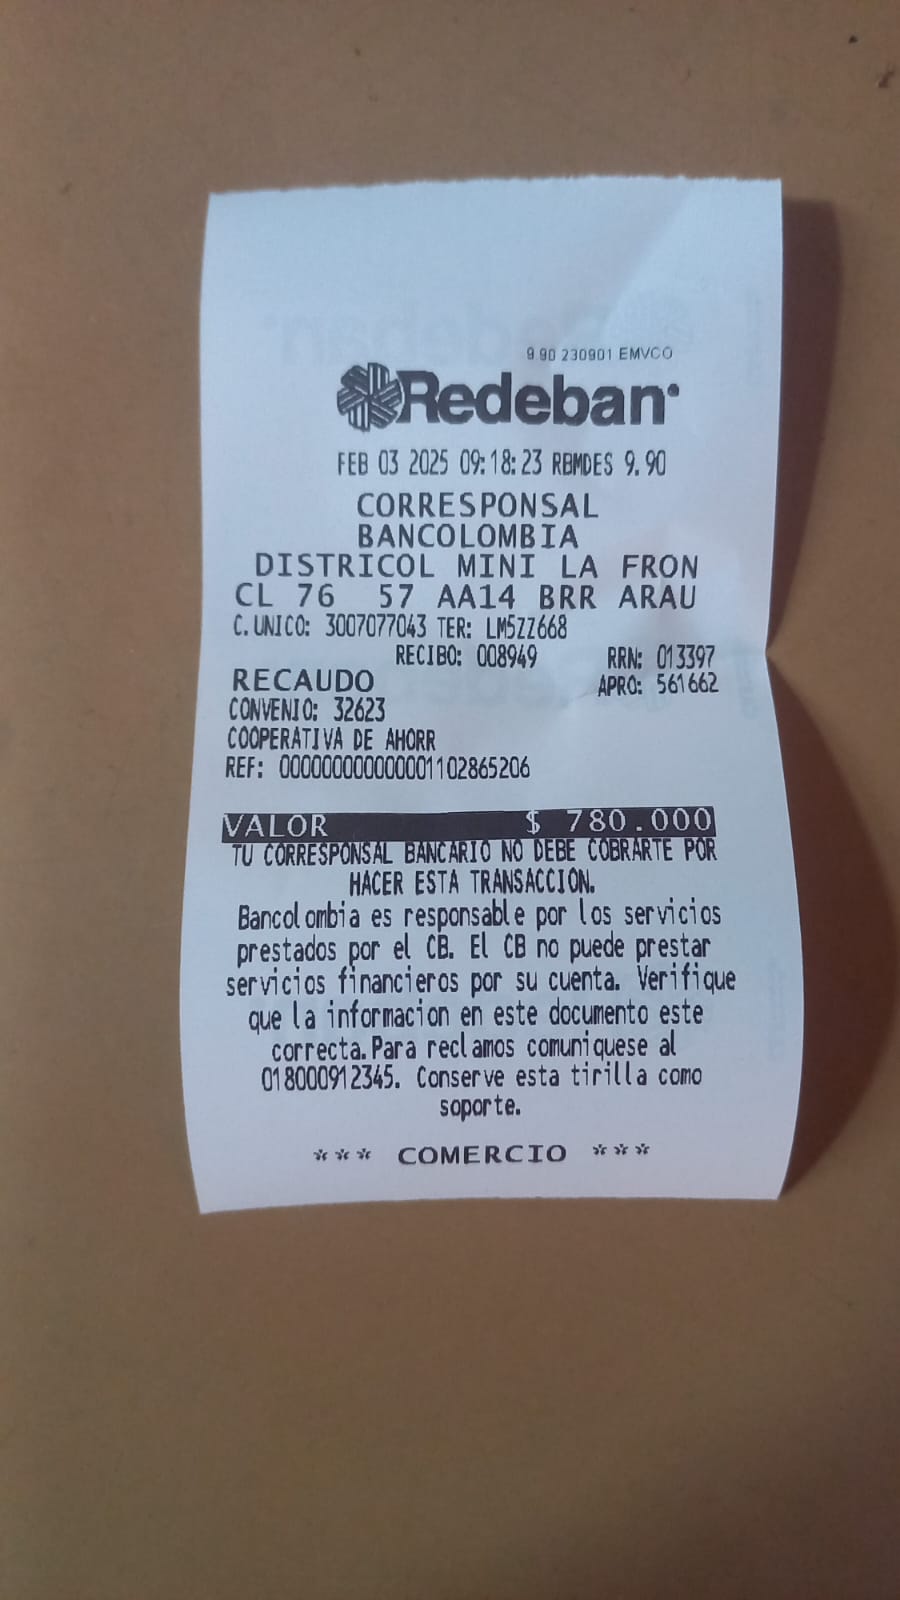 9 90 230901 EMVCO
Redeban
FEB 03 2025 09:18:23 RBMDES 9.90
CORRESPONSAL
BANCOLOMBIA
DISTRICOL MINI LA FRON
CL 76 57 AA14 BRR ARAU
C.UNICO: 3007077043 TER: LM5ZZ668
RECIBO: 008949 RRN: 013397
RECAUDO APRO: 561662
CONVENIO: 32623
COOPERATIVA DE AHORR
REF: 00000000000001102865206
VALOR $ 780.000
TU CORRESPONSAL BANCARIO NO DEBE COBRARTE POR
HACER ESTA TRANSACCION.
Bancolombia es responsable por los servicios
prestados por el CB. El CB no puede prestar
servicios financieros por su cuenta. Verifique
que la informacion en este documento este
correcta.Para reclamos comuniquese al
018000912345. Conserve esta tirilla como
soporte.
*** COMERCIO ***